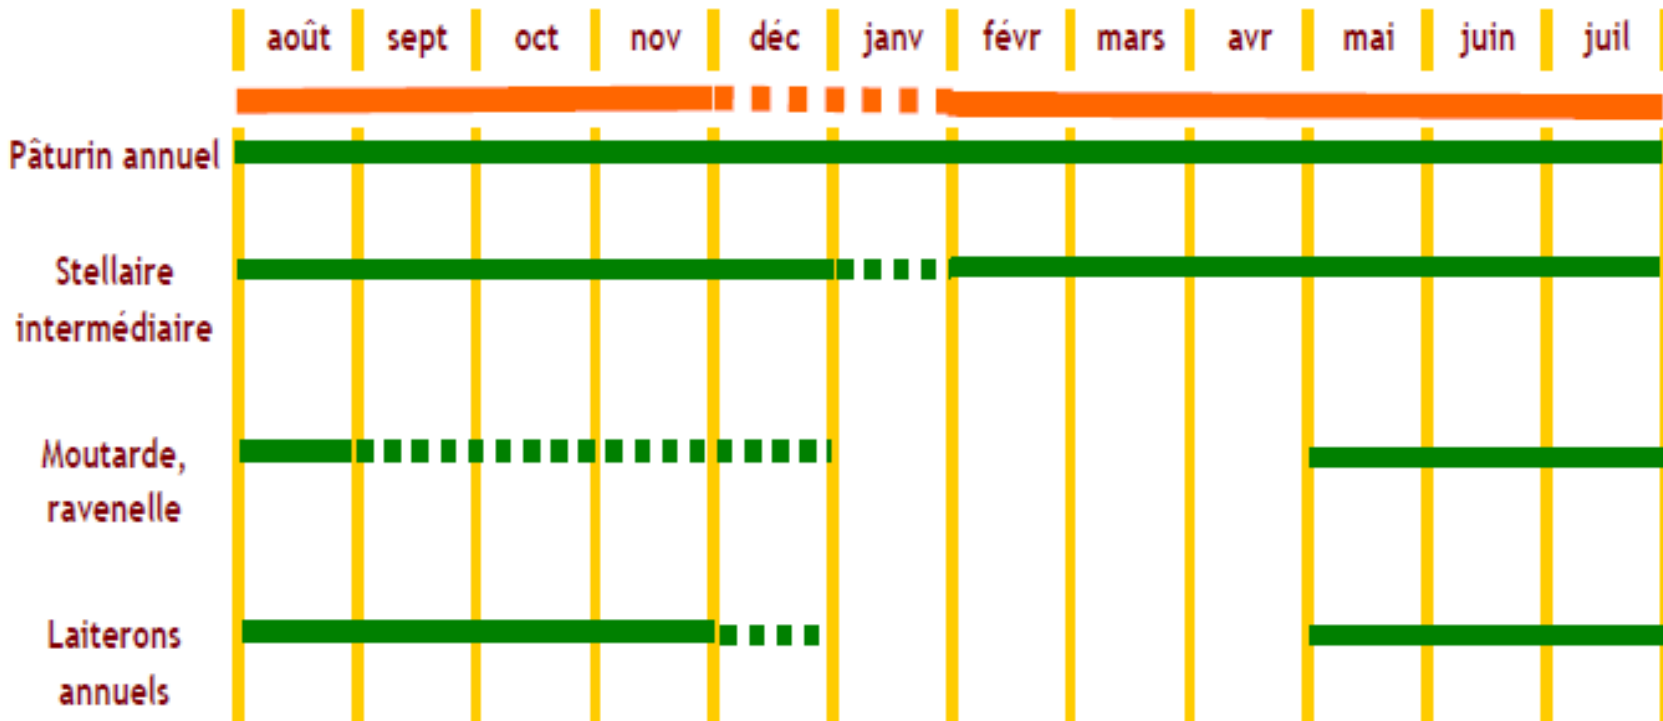 août sept oct nov déc janv févr mars avr mai juin juil
Pâturin annuel
Stellaire
intermédiaire
Moutarde,
ravenelle
Laiterons
annuels